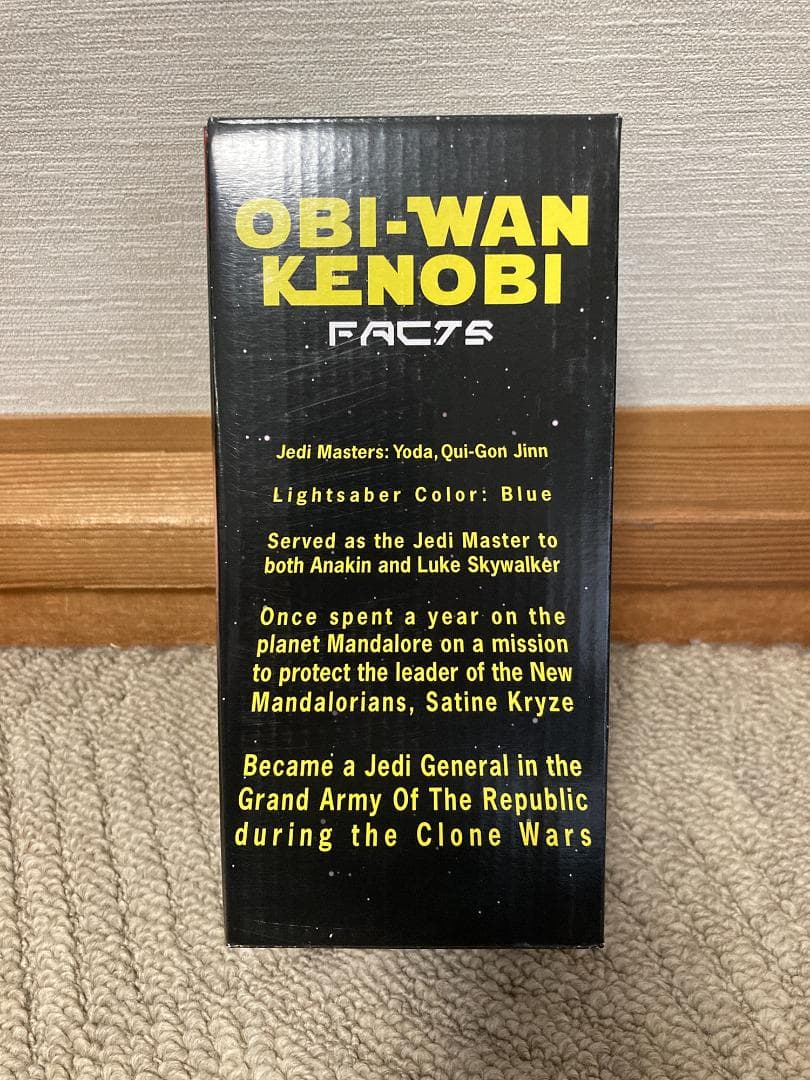 OBI-WAN
KENOBI
FACTS
Jedi Masters: Yoda, Qui-Gon Jinn
Lightsaber Color: Blue
Served as the Jedi Master to
both Anakin and Luke Skywalker
Once spent a year on the
planet Mandalore on a mission
to protect the leader of the New
Mandalorians, Satine Kryze
Became a Jedi General in the
Grand Army Of The Republic
during the Clone Wars